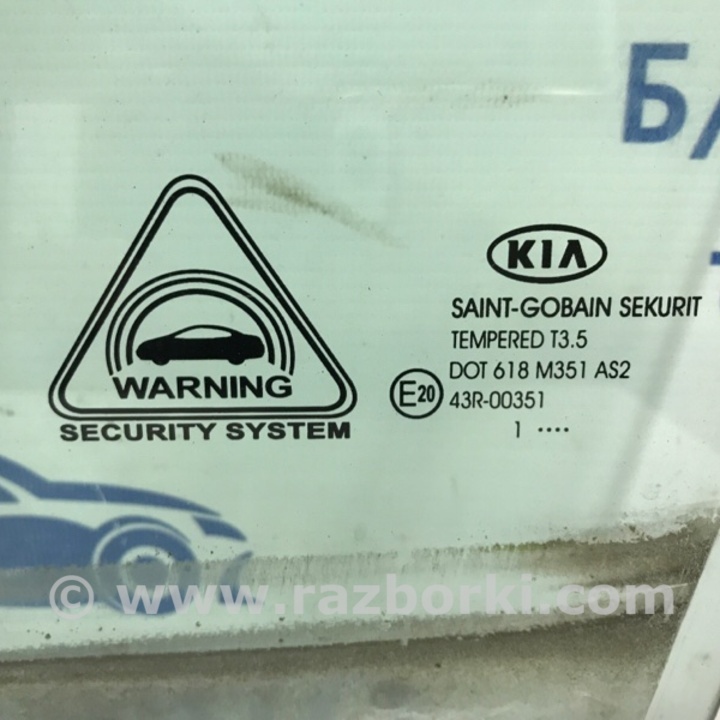 Б
KIA
SAINT-GOBAIN SEKURIT
TEMPERED T3.5
DOT 618 M351 AS2
E20 43R-00351
1 ....
WARNING
SECURITY SYSTEM
© www.razborki.com